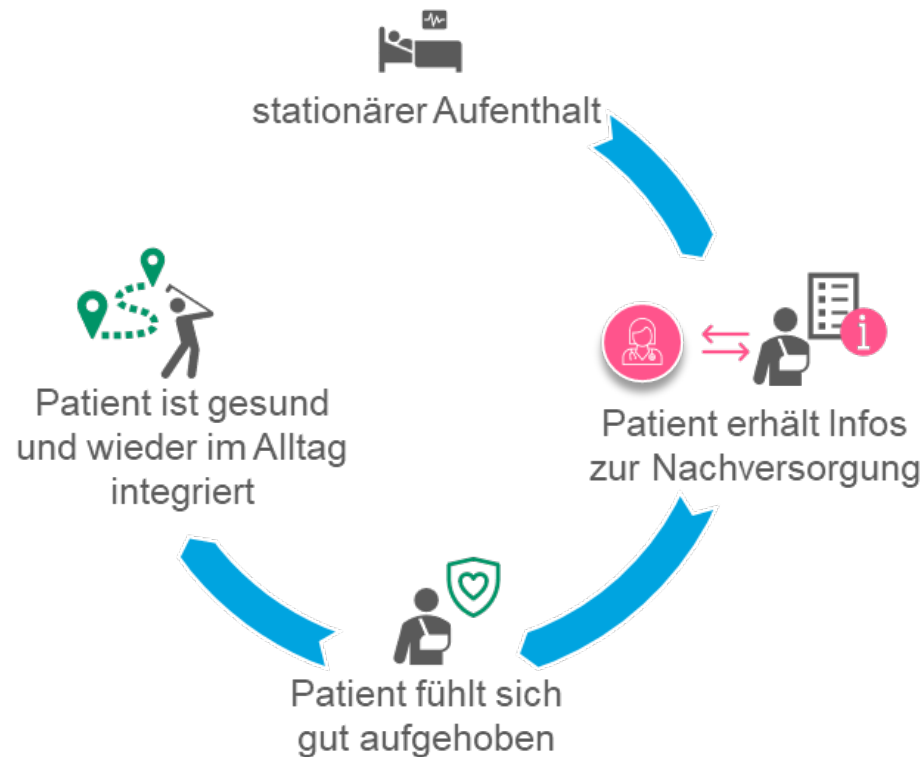 stationärer Aufenthalt
Patient erhält Infos
zur Nachversorgung
Patient fühlt sich
gut aufgehoben
Patient ist gesund
und wieder im Alltag
integriert